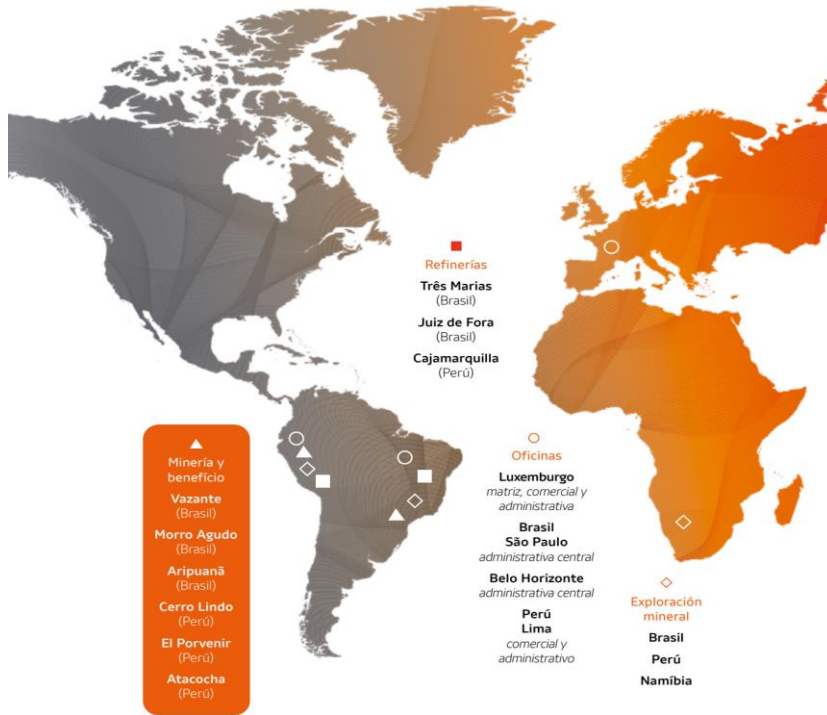 Refinerías
Três Marias
(Brasil)
Juiz de Fora
(Brasil)
Cajamarquilla
(Perú)
Minería y
benefício
Vazante
(Brasil)
Morro Agudo
(Brasil)
Aripuanã
(Brasil)
Cerro Lindo
(Perú)
El Porvenir
(Perú)
Atacocha
(Perú)
Oficinas
Luxemburgo
matriz, comercial y
administrativa
Brasil
São Paulo
administrativa central
Belo Horizonte
administrativa central
Perú
Lima
comercial y
administrativo
Exploración
mineral
Brasil
Perú
Namíbia